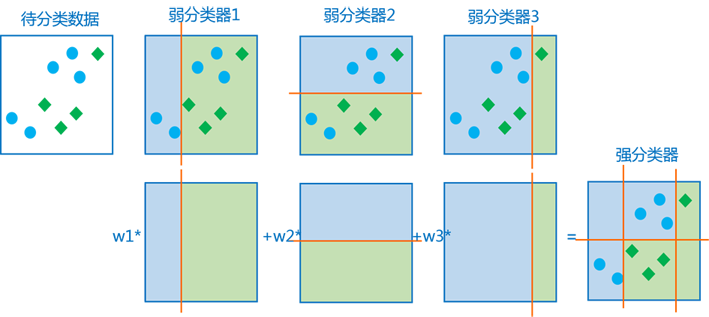 待分类数据
弱分类器1
弱分类器2
弱分类器3
强分类器
w1*
+w2*
+w3*
=